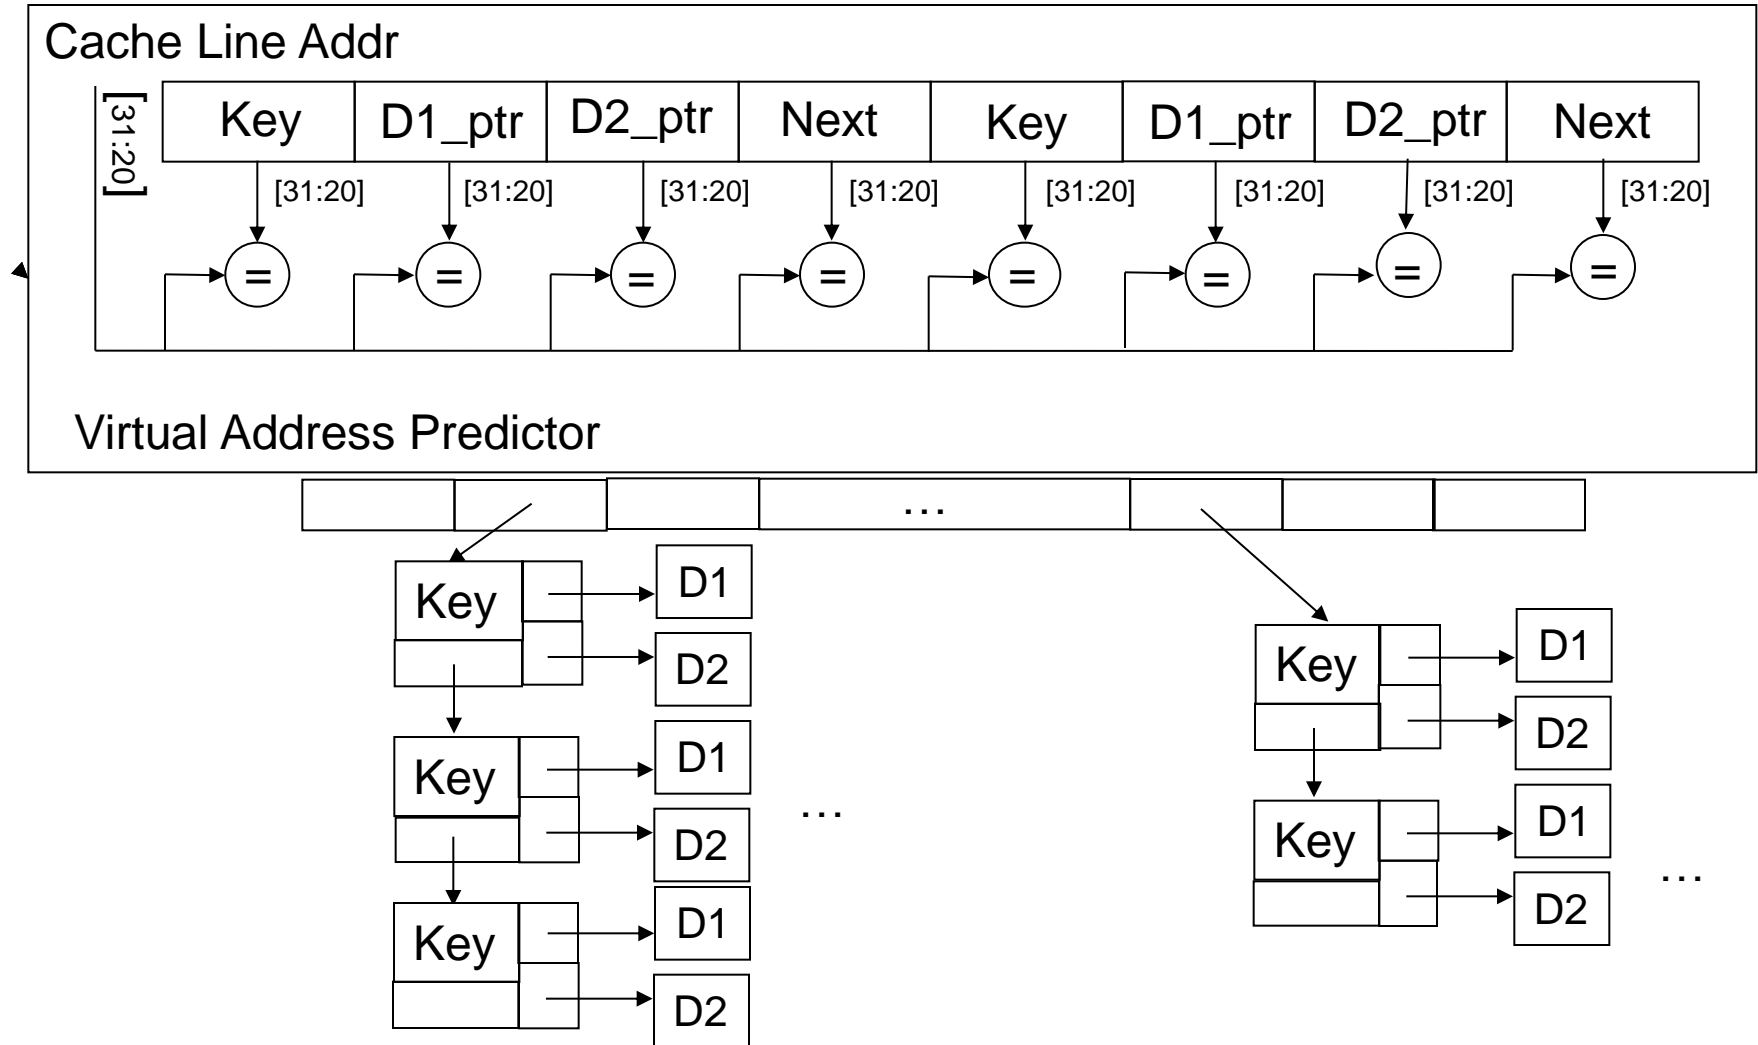 Cache Line Addr
[31:20]
Key D1_ptr D2_ptr Next Key D1_ptr D2_ptr Next
[31:20] [31:20] [31:20] [31:20] [31:20] [31:20] [31:20] [31:20]
= = = = = = = =
Virtual Address Predictor
...
D1
Key
D2
D1
Key
D2
D1
Key
D2
...
D1
Key
D2
D1
Key
D2
...